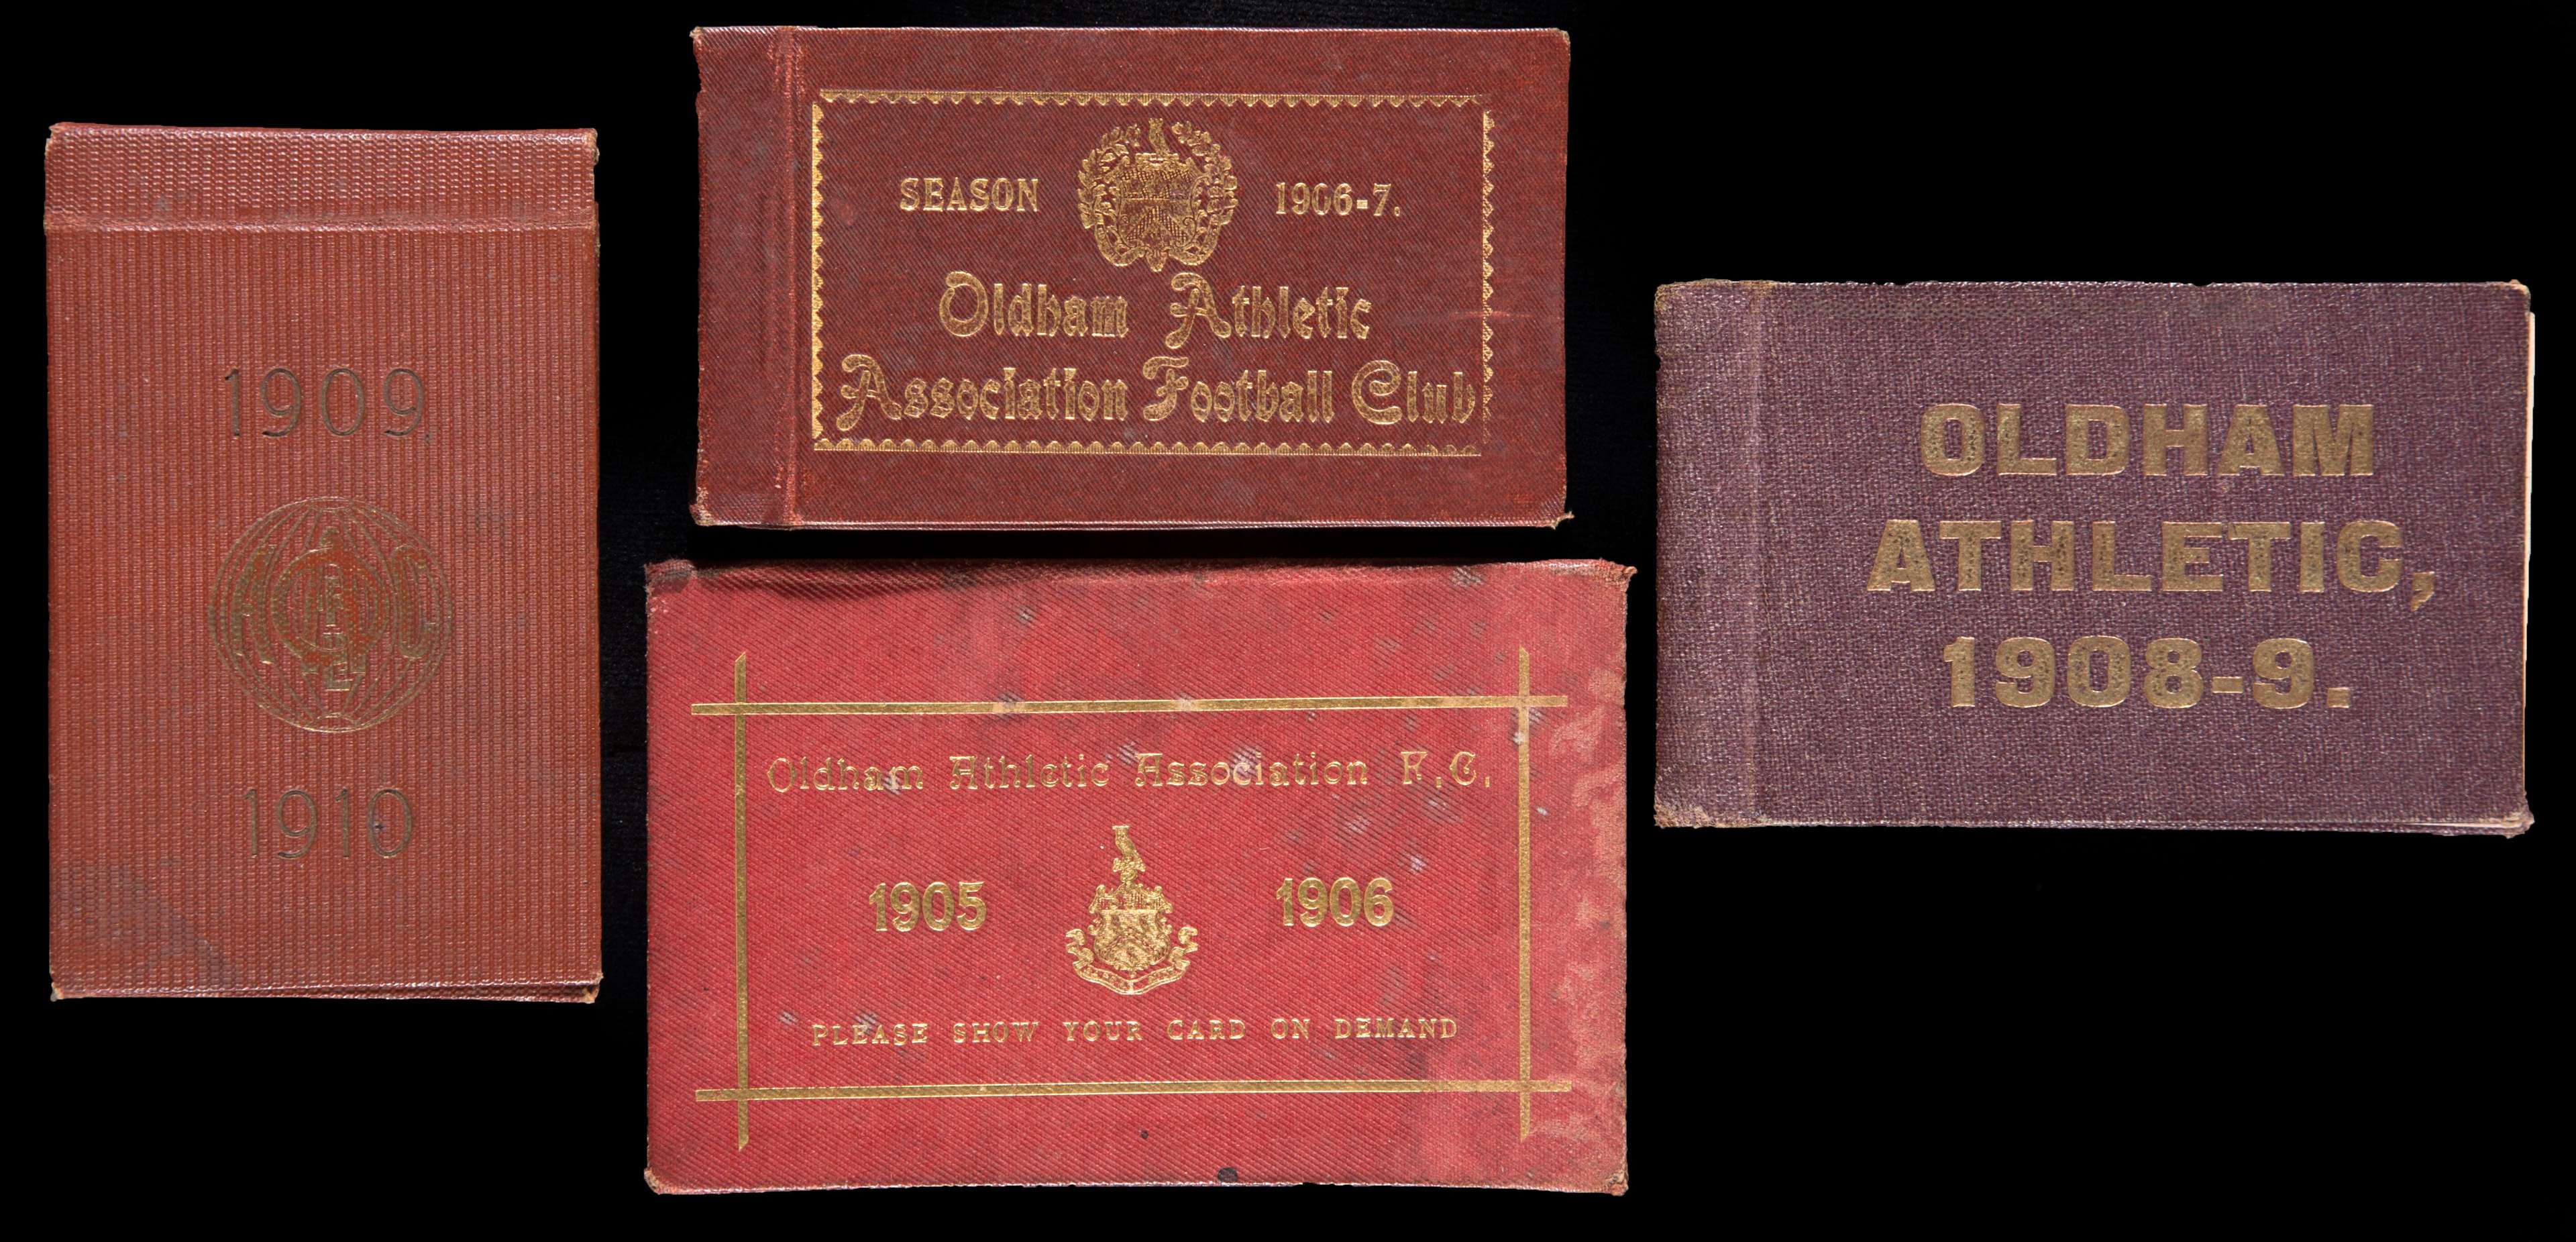 1909
1910
SEASON 1906-7.
Oldham Athletic
Association Football Club
Oldham Athletic Association F.C.
1905 1906
PLEASE SHOW YOUR CARD ON DEMAND
OLDHAM
ATHLETIC,
1908-9.